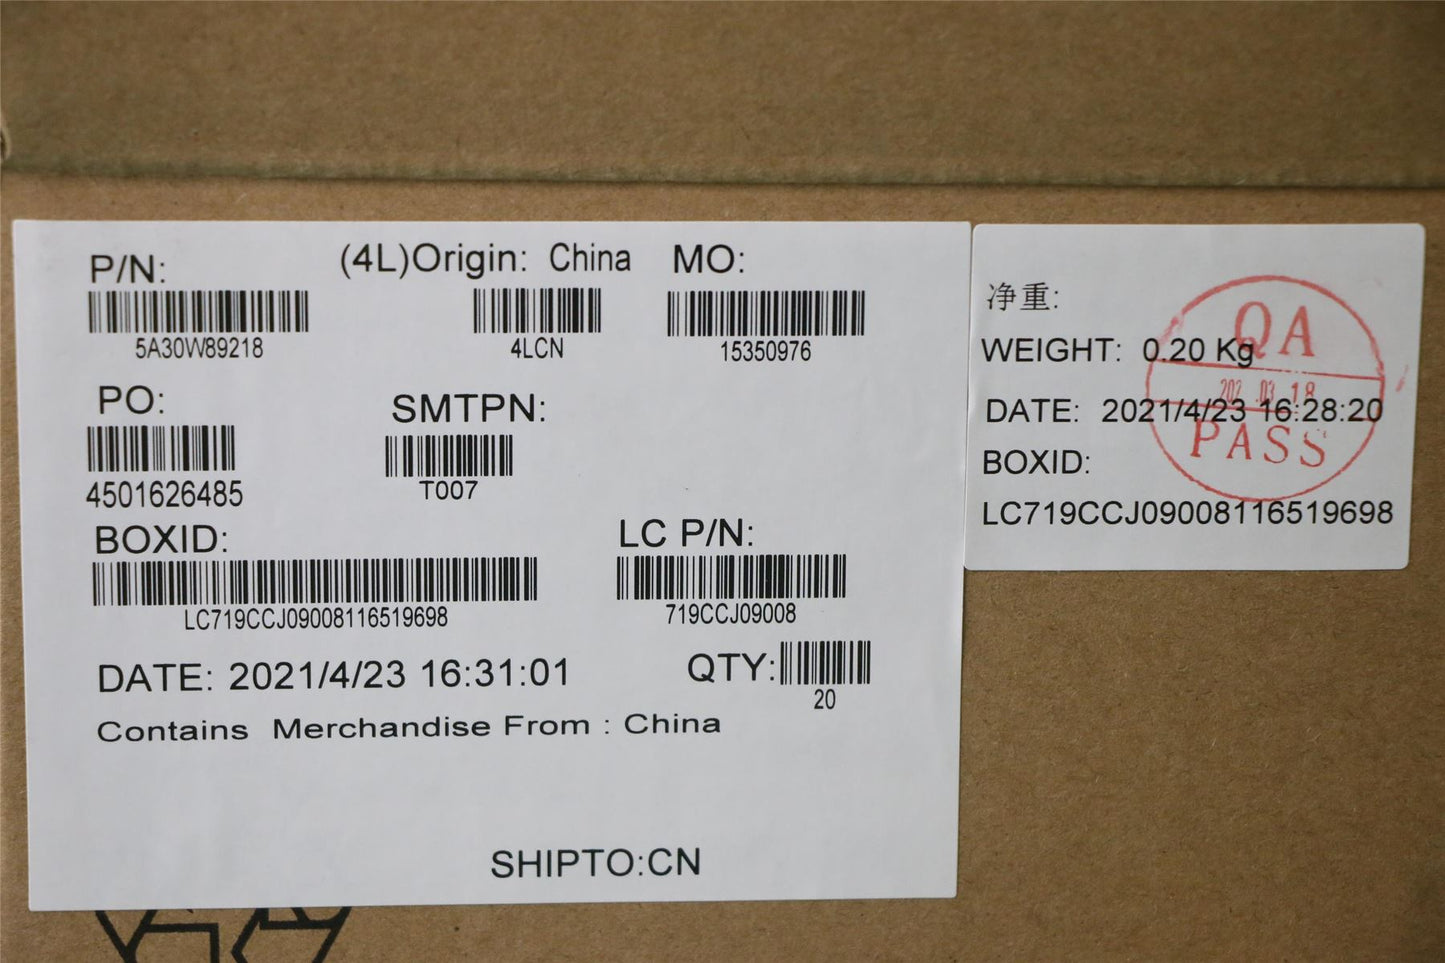 P/N:
5A30W89218
(4L)Origin: China
4LCN
MO:
15350976
PO:
4501626485
SMTPN:
T007
BOXID:
LC719CCJ09008116519698
LC P/N:
719CCJ09008
DATE: 2021/4/23 16:31:01
QTY:
20
Contains Merchandise From : China
SHIPTO:CN
净重:
WEIGHT: 0.20 Kg
DATE: 2021/4/23 16:28:20
BOXID:
LC719CCJ09008116519698
QA
03 18
PASS